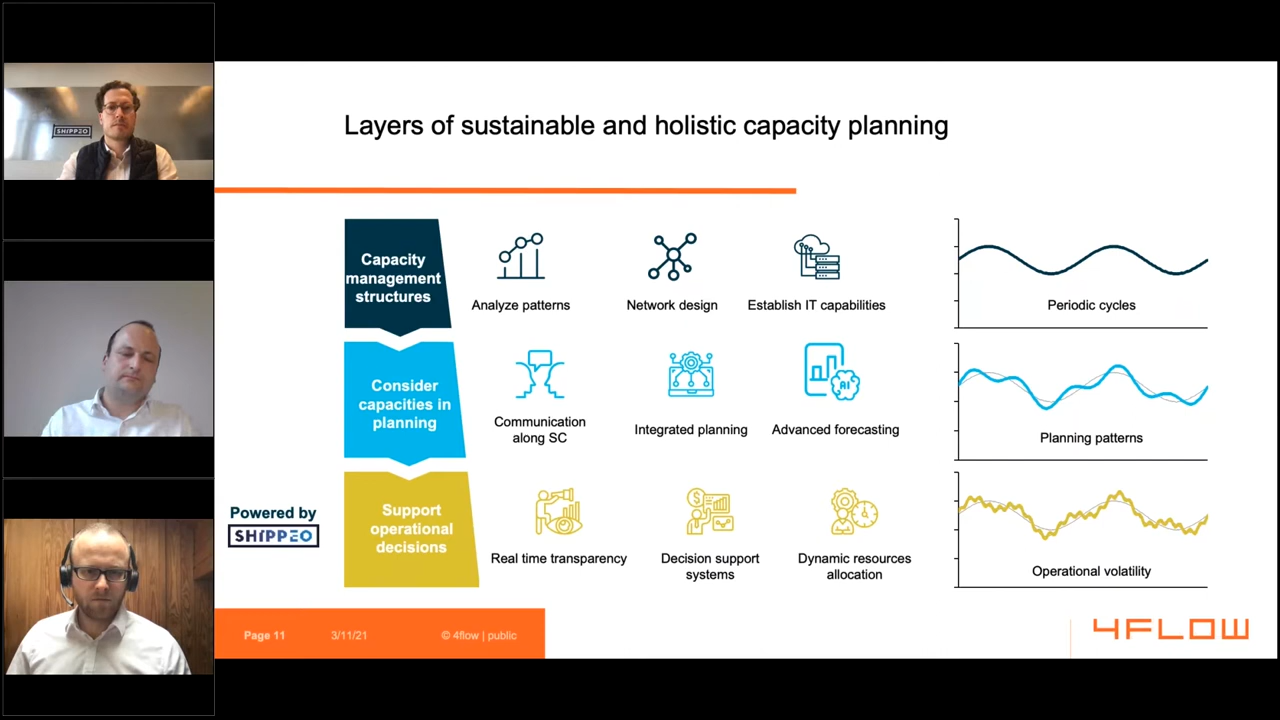 SHIPPEO
Layers of sustainable and holistic capacity planning
Capacity
management
structures
Analyze patterns
Network design
Establish IT capabilities
Periodic cycles
Consider
capacities in
planning
Communication
along SC
Integrated planning
AI
Advanced forecasting
Planning patterns
Powered by
SHIPPEO
Support
operational
decisions
Real time transparency
$
Decision support
systems
Dynamic resources
allocation
Operational volatility
Page 11
3/11/21
© 4flow | public
4FLOW